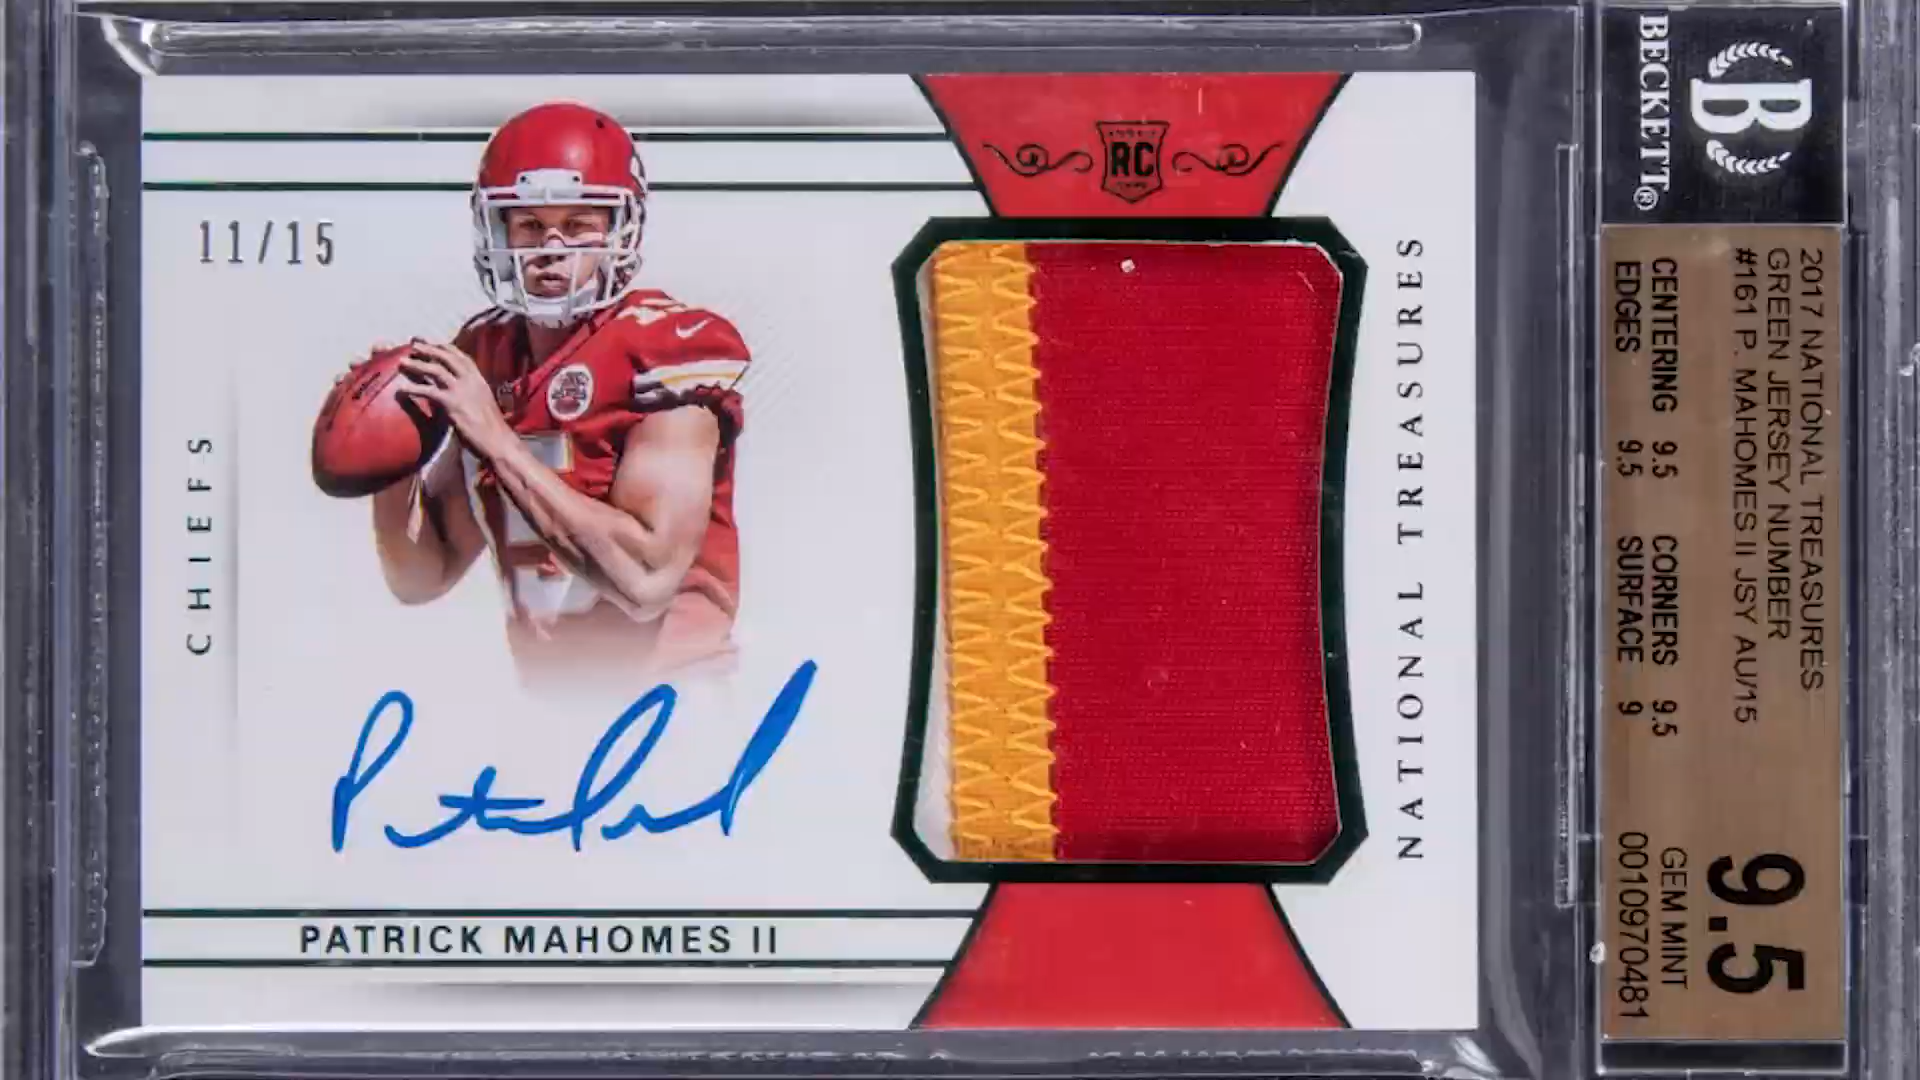 11/15
CHIEFS
RC
NATIONAL TREASURES
PATRICK MAHOMES II
B
BECKETT®
2017 NATIONAL TREASURES
GREEN JERSEY NUMBER
#161 P. MAHOMES II JSY AU/15
CENTERING 9.5 CORNERS 9.5
EDGES 9.5 SURFACE 9
9.5
GEM MINT
0010970481